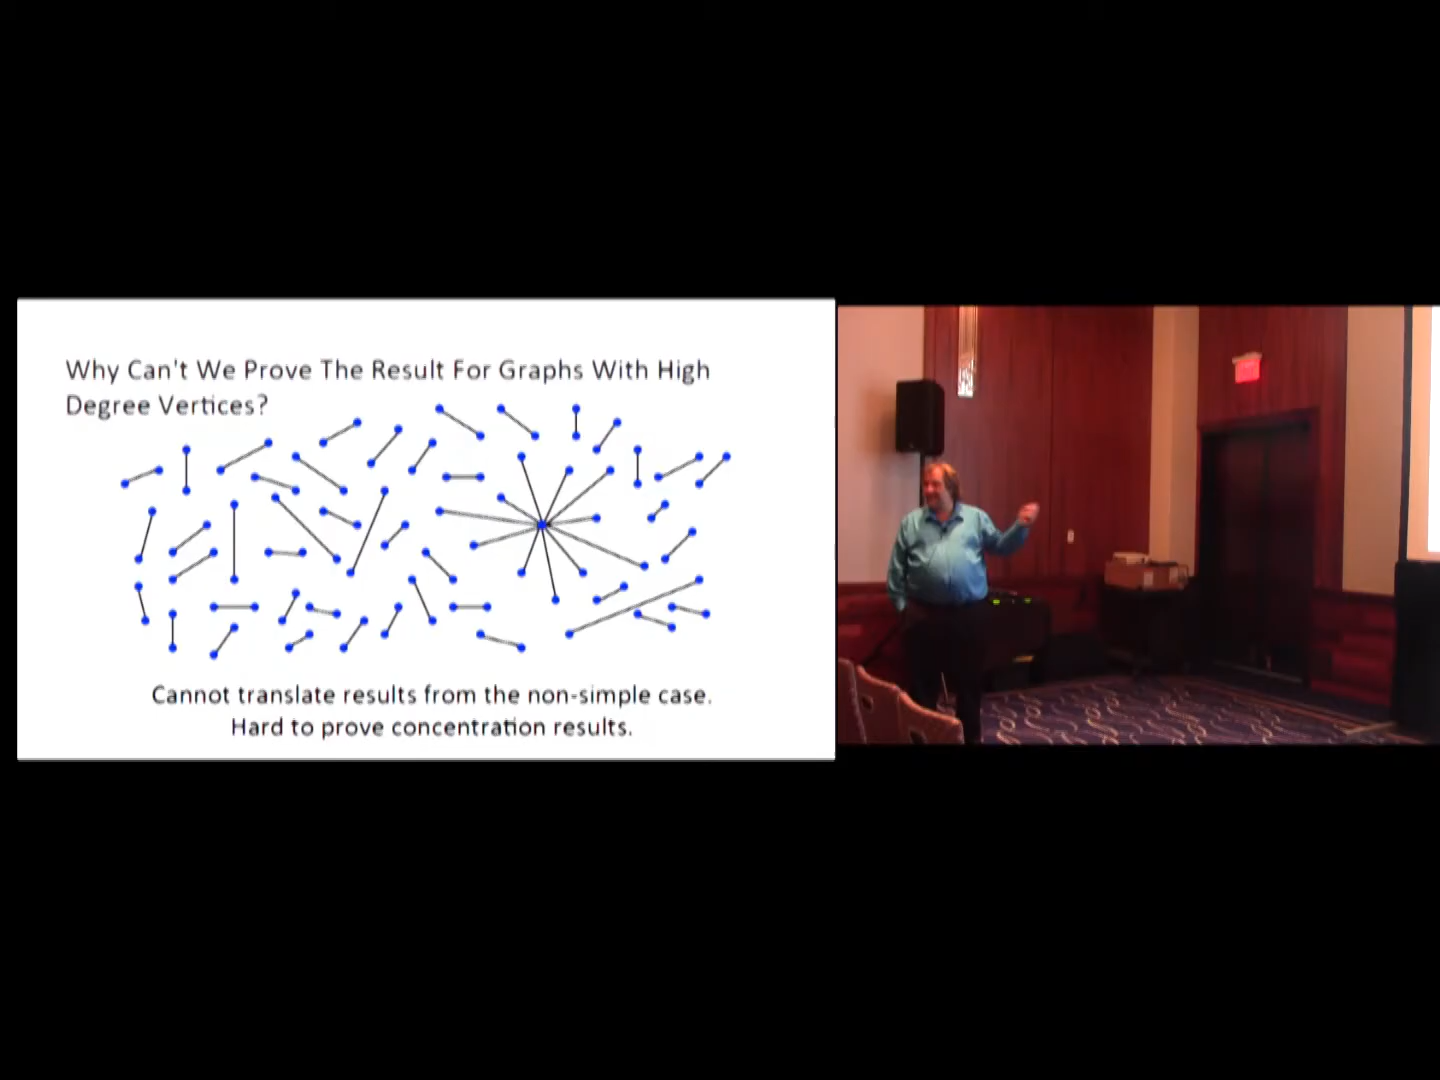 Why Can't We Prove The Result For Graphs With High
Degree Vertices?
Cannot translate results from the non-simple case.
Hard to prove concentration results.